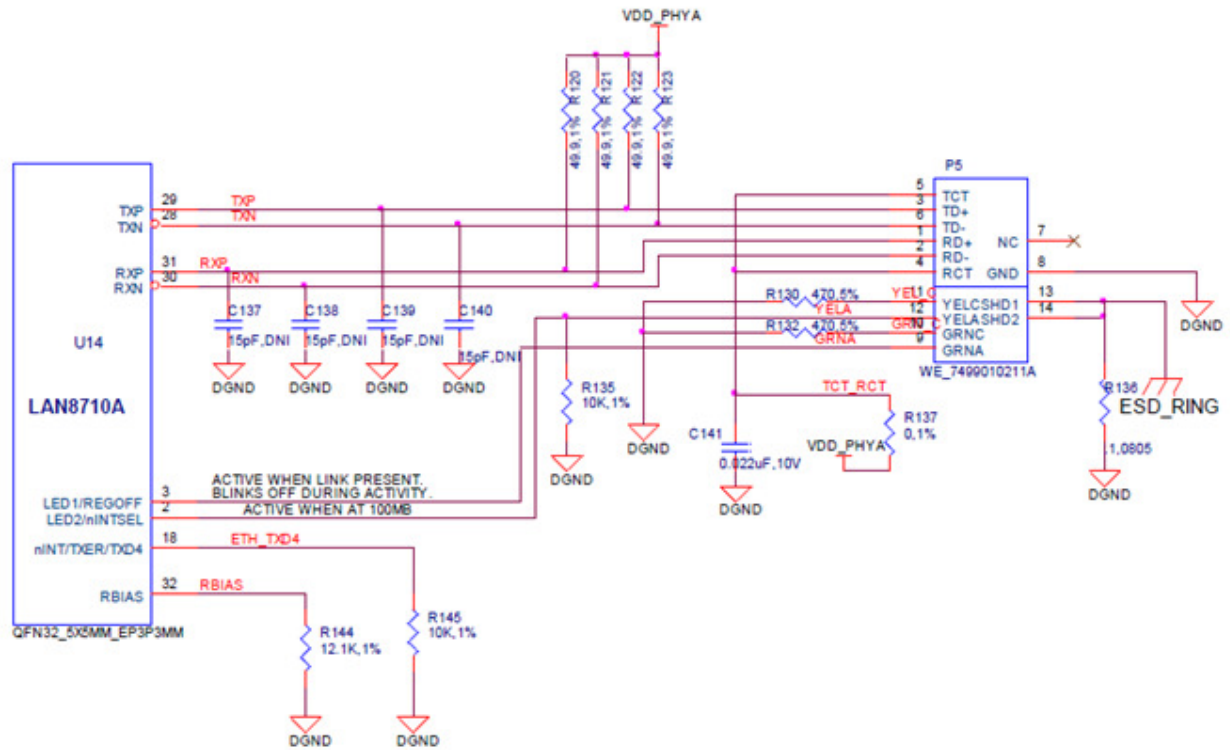 VDD_PHYA
49.9,1% R120
49.9,1% R121
49.9,1% R122
49.9,1% R123
P5
TXP 29 TXP
TXN 28 TXN
RXP 31 RXP
RXN 30 RXN
5 TCT
3 TD+
6 TD-
1 RD+
2 RD-
4 RCT
NC 7
GND 8
DGND
C137
15pF,DNI
DGND
C138
15pF,DNI
DGND
C139
15pF,DNI
DGND
C140
15pF,DNI
DGND
U14
LAN8710A
R130 470,5% YELC 11 YELC
YELA 12 YELA
R132 470,5% GRN_C 10 GRNC
GRNA 9 GRNA
SHD1 13
SHD2 14
WE_7499010211A
R135
10K,1%
DGND
DGND
TCT_RCT
R137
0,1%
VDD_PHYA
C141
0.022uF,10V
DGND
R136
.1,0805
DGND
ESD_RING
ACTIVE WHEN LINK PRESENT.
BLINKS OFF DURING ACTIVITY.
LED1/REGOFF 3
LED2/nINTSEL 2
ACTIVE WHEN AT 100MB
nINT/TXER/TXD4 18 ETH_TXD4
RBIAS 32 RBIAS
QFN32_5X5MM_EP3P3MM
R144
12.1K,1%
DGND
R145
10K,1%
DGND